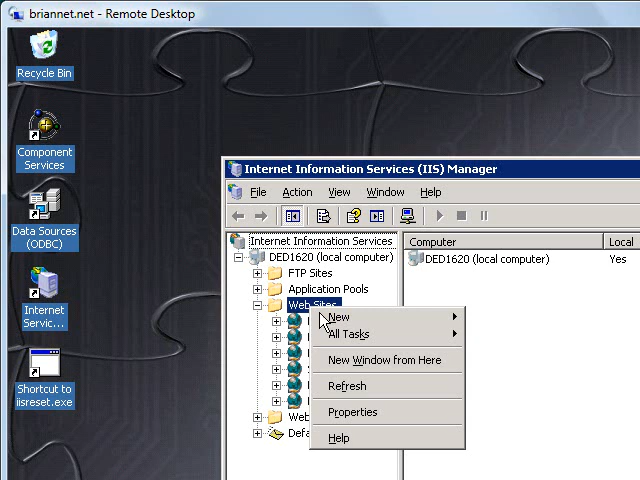 briannet.net - Remote Desktop
Recycle Bin
Component
Services
Data Sources
(ODBC)
Internet
Servic...
Shortcut to
iisreset.exe
Internet Information Services (IIS) Manager
File Action View Window Help
Internet Information Services
DED1620 (local computer)
FTP Sites
Application Pools
Web Sites
Web
Defa
Computer Local
DED1620 (local computer) Yes
New
All Tasks
New Window from Here
Refresh
Properties
Help